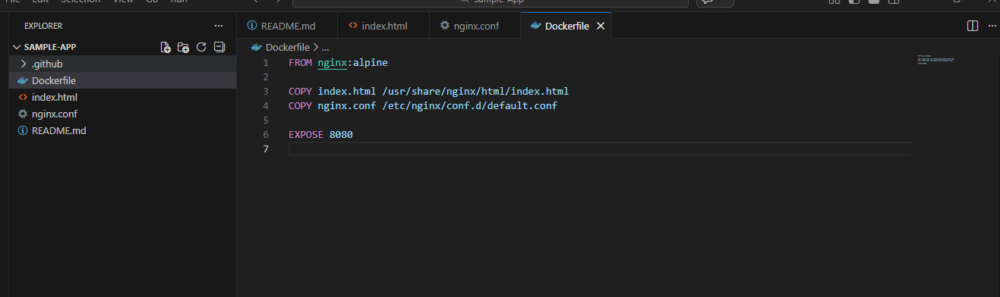 File Edit Selection View Go Run Sample-App
EXPLORER ...
README.md index.html nginx.conf Dockerfile
SAMPLE-APP
Dockerfile > ...
.github
Dockerfile
index.html
nginx.conf
README.md
1 FROM nginx:alpine
2
3 COPY index.html /usr/share/nginx/html/index.html
4 COPY nginx.conf /etc/nginx/conf.d/default.conf
5
6 EXPOSE 8080
7